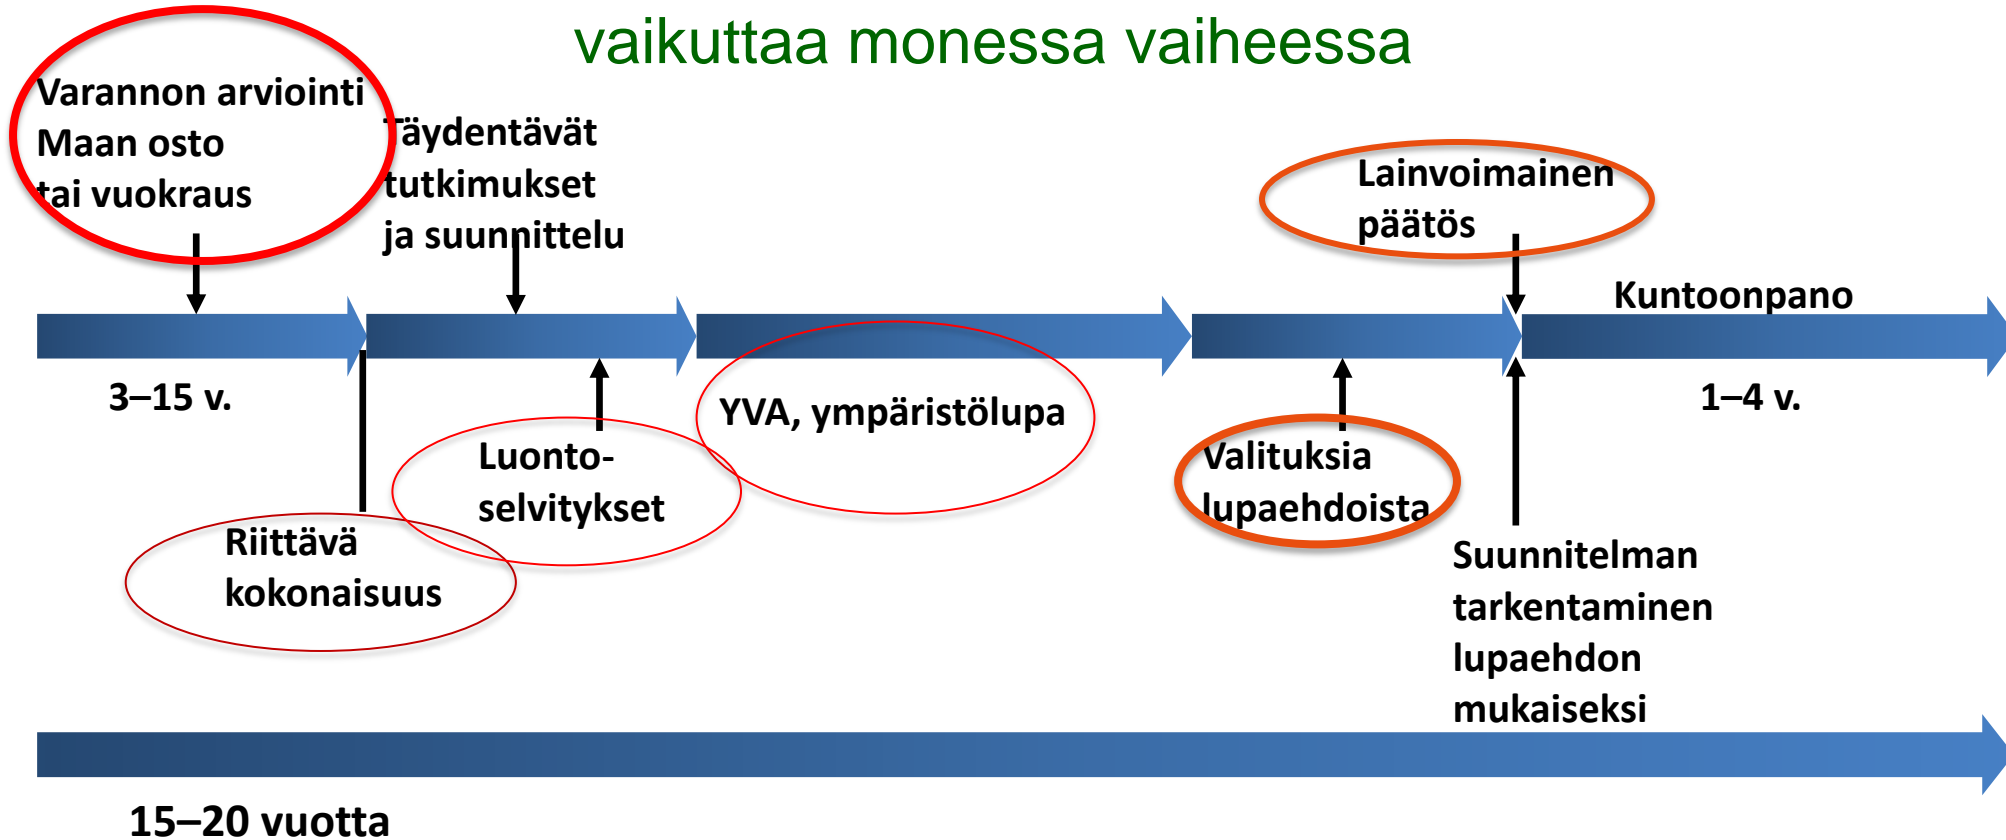 vaikuttaa monessa vaiheessa
Varannon arviointi
Maan osto
tai vuokraus
Täydentävät
tutkimukset
ja suunnittelu
Lainvoimainen
päätös
Kuntoonpano
3–15 v.
1–4 v.
YVA, ympäristölupa
Luonto-
selvitykset
Valituksia
lupaehdoista
Riittävä
kokonaisuus
Suunnitelman
tarkentaminen
lupaehdon
mukaiseksi
15–20 vuotta